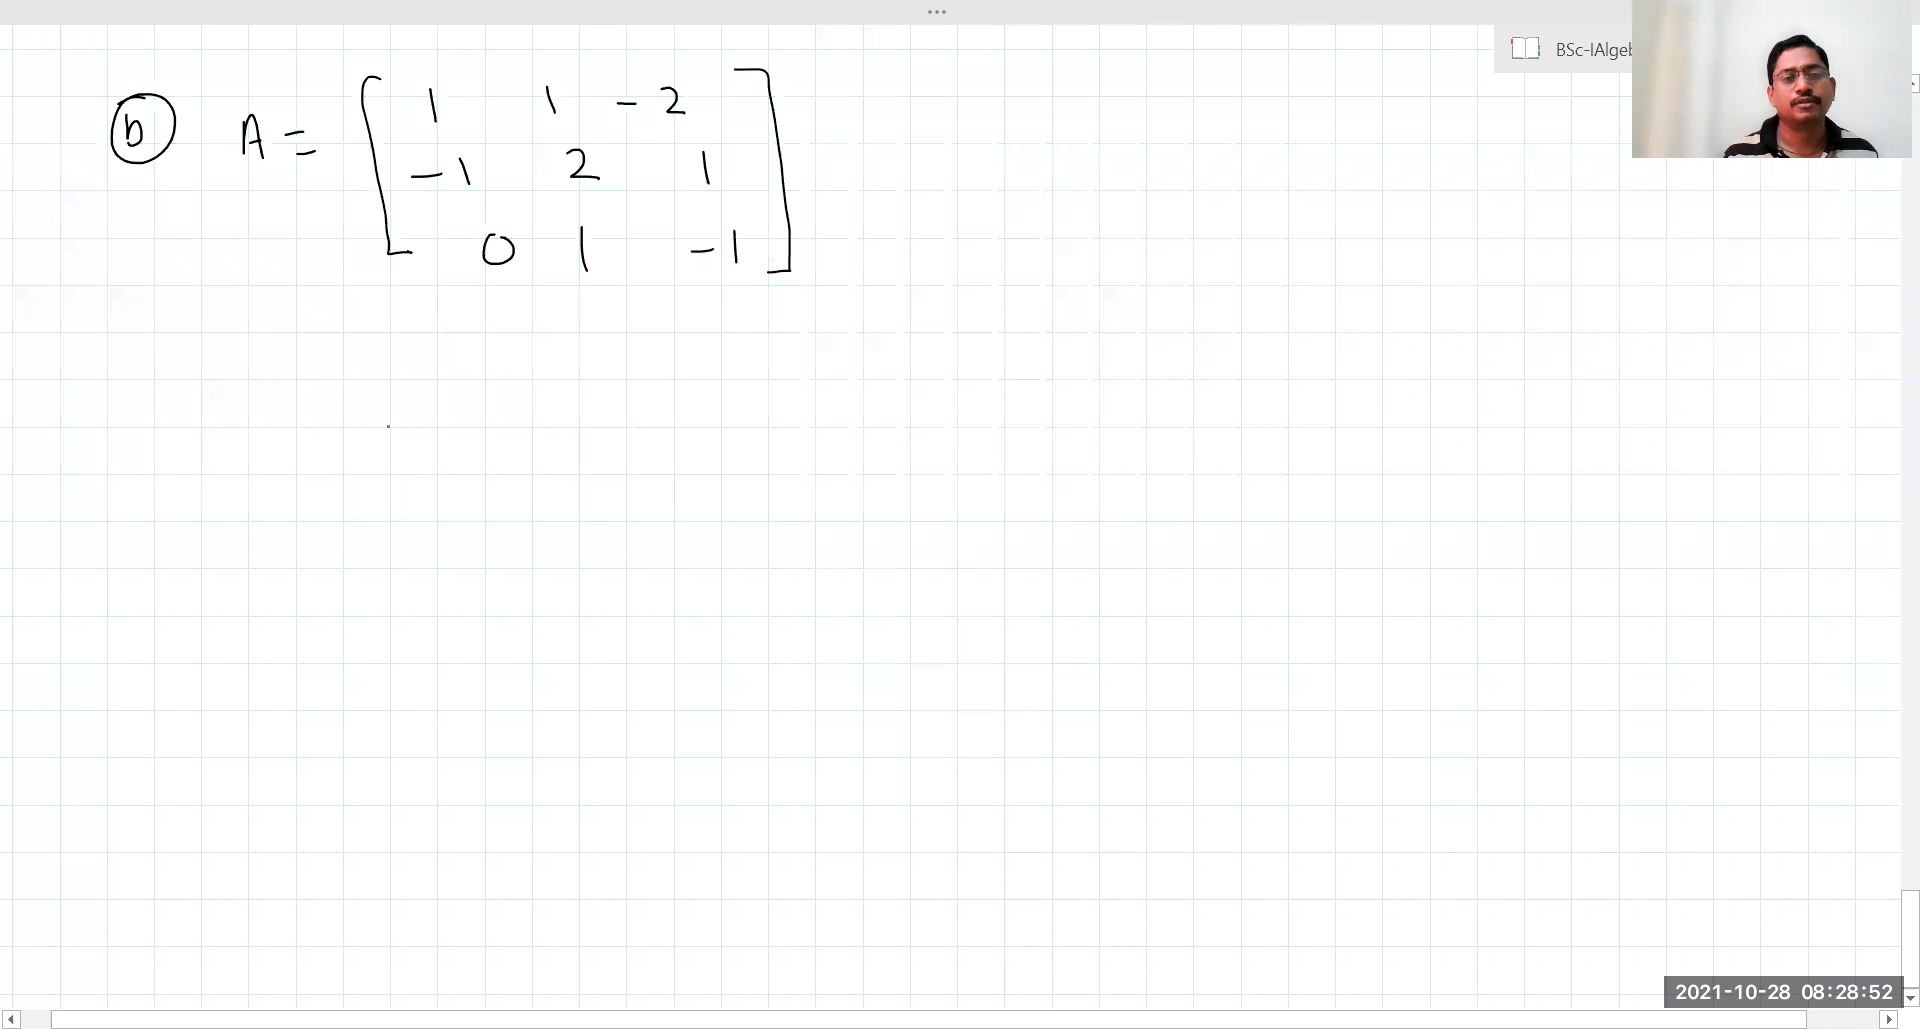 BSc-IAlgeb
b A = [ 1 1 -2
-1 2 1
0 1 -1 ]
2021-10-28 08:28:52